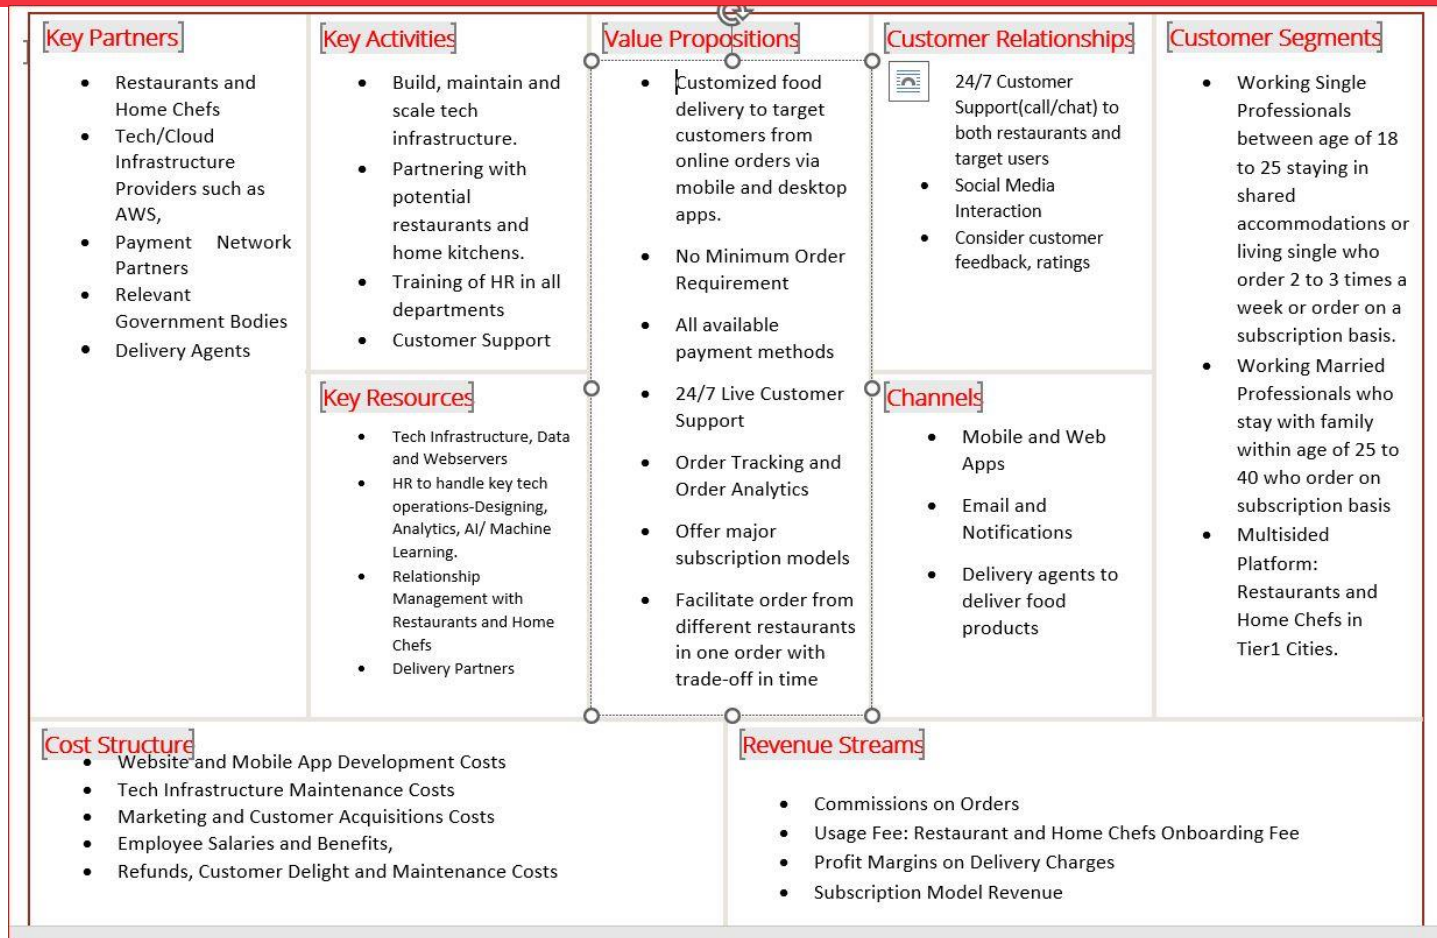 Key Partners
Restaurants and
Home Chefs
Tech/Cloud
Infrastructure
Providers such as
AWS,
Payment Network
Partners
Relevant
Government Bodies
Delivery Agents
Key Activities
Build, maintain and
scale tech
infrastructure.
Partnering with
potential
restaurants and
home kitchens.
Training of HR in all
departments
Customer Support
Key Resources
Tech Infrastructure, Data
and Webservers
HR to handle key tech
operations-Designing,
Analytics, AI/ Machine
Learning.
Relationship
Management with
Restaurants and Home
Chefs
Delivery Partners
Value Propositions
Customized food
delivery to target
customers from
online orders via
mobile and desktop
apps.
No Minimum Order
Requirement
All available
payment methods
24/7 Live Customer
Support
Order Tracking and
Order Analytics
Offer major
subscription models
Facilitate order from
different restaurants
in one order with
trade-off in time
Customer Relationships
24/7 Customer
Support(call/chat) to
both restaurants and
target users
Social Media
Interaction
Consider customer
feedback, ratings
Channels
Mobile and Web
Apps
Email and
Notifications
Delivery agents to
deliver food
products
Customer Segments
Working Single
Professionals
between age of 18
to 25 staying in
shared
accommodations or
living single who
order 2 to 3 times a
week or order on a
subscription basis.
Working Married
Professionals who
stay with family
within age of 25 to
40 who order on
subscription basis
Multisided
Platform:
Restaurants and
Home Chefs in
Tier1 Cities.
Cost Structure
Website and Mobile App Development Costs
Tech Infrastructure Maintenance Costs
Marketing and Customer Acquisitions Costs
Employee Salaries and Benefits,
Refunds, Customer Delight and Maintenance Costs
Revenue Streams
Commissions on Orders
Usage Fee: Restaurant and Home Chefs Onboarding Fee
Profit Margins on Delivery Charges
Subscription Model Revenue